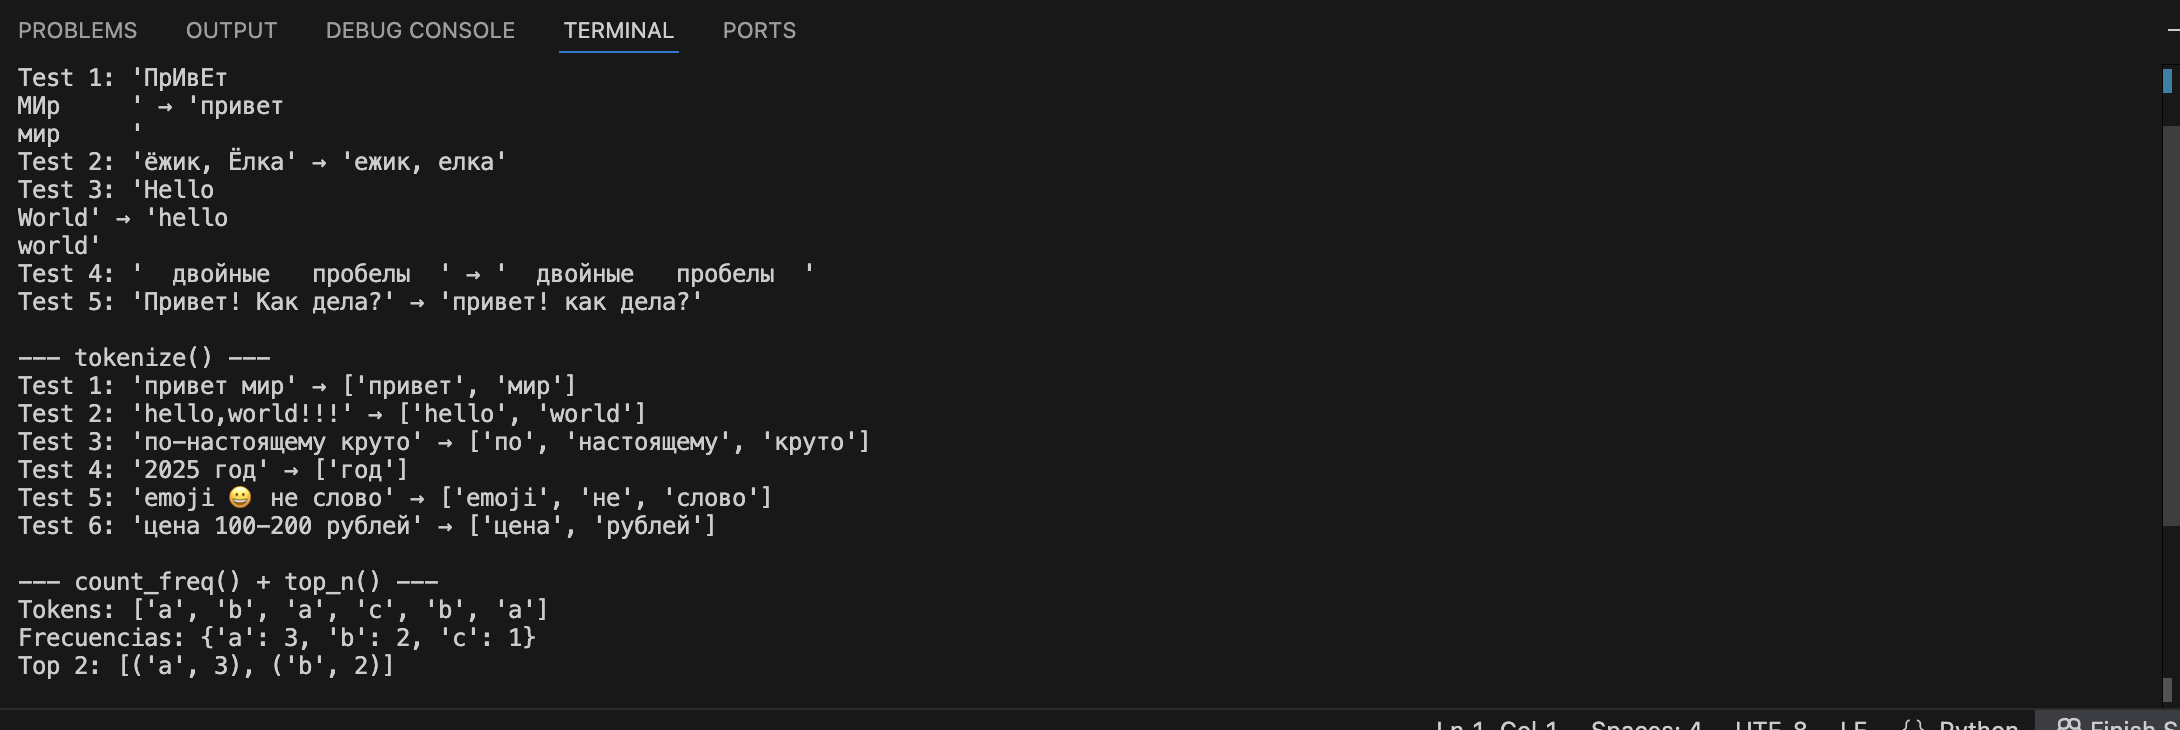 PROBLEMS OUTPUT DEBUG CONSOLE TERMINAL PORTS
Test 1: 'ПрИвЕт
МИр     ' → 'привет
мир     '
Test 2: 'ёжик, Ёлка' → 'ежик, елка'
Test 3: 'Hello
World' → 'hello
world'
Test 4: '  двойные   пробелы  ' → '  двойные   пробелы  '
Test 5: 'Привет! Как дела?' → 'привет! как дела?'
--- tokenize() ---
Test 1: 'привет мир' → ['привет', 'мир']
Test 2: 'hello,world!!!' → ['hello', 'world']
Test 3: 'по-настоящему круто' → ['по', 'настоящему', 'круто']
Test 4: '2025 год' → ['год']
Test 5: 'emoji 😀 не слово' → ['emoji', 'не', 'слово']
Test 6: 'цена 100-200 рублей' → ['цена', 'рублей']
--- count_freq() + top_n() ---
Tokens: ['a', 'b', 'a', 'c', 'b', 'a']
Frecuencias: {'a': 3, 'b': 2, 'c': 1}
Top 2: [('a', 3), ('b', 2)]
Ln 1, Col 1 Spaces: 4 UTF-8 LF {} Python Finish S